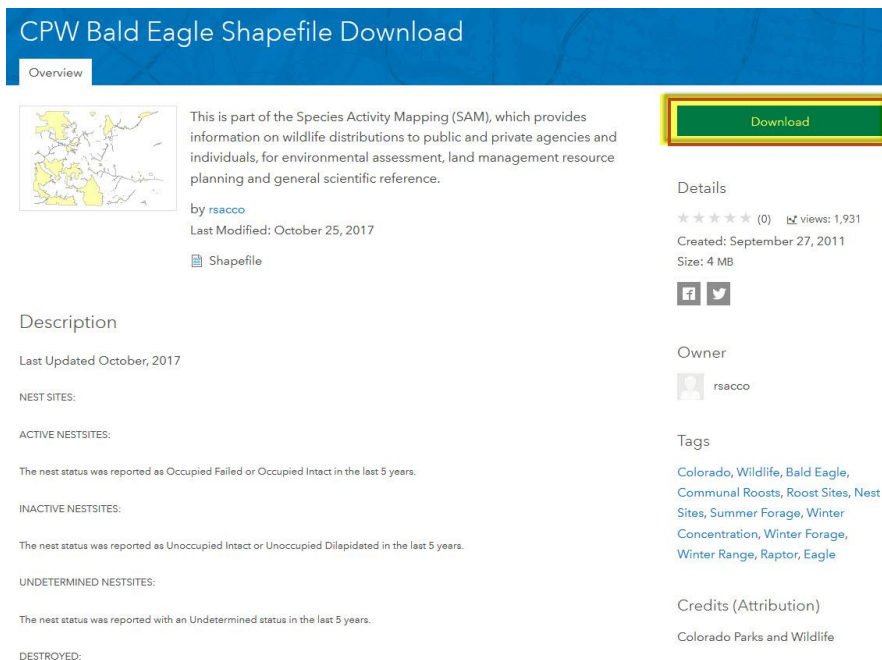 CPW Bald Eagle Shapefile Download
Overview
This is part of the Species Activity Mapping (SAM), which provides
information on wildlife distributions to public and private agencies and
individuals, for environmental assessment, land management resource
planning and general scientific reference.
by rsacco
Last Modified: October 25, 2017
Shapefile
Description
Last Updated October, 2017
NEST SITES:
ACTIVE NESTSITES:
The nest status was reported as Occupied Failed or Occupied Intact in the last 5 years.
INACTIVE NESTSITES:
The nest status was reported as Unoccupied Intact or Unoccupied Dilapidated in the last 5 years.
UNDETERMINED NESTSITES:
The nest status was reported with an Undetermined status in the last 5 years.
DESTROYED:
Download
Details
(0) views: 1,931
Created: September 27, 2011
Size: 4 MB
Owner
rsacco
Tags
Colorado, Wildlife, Bald Eagle,
Communal Roosts, Roost Sites, Nest
Sites, Summer Forage, Winter
Concentration, Winter Forage,
Winter Range, Raptor, Eagle
Credits (Attribution)
Colorado Parks and Wildlife